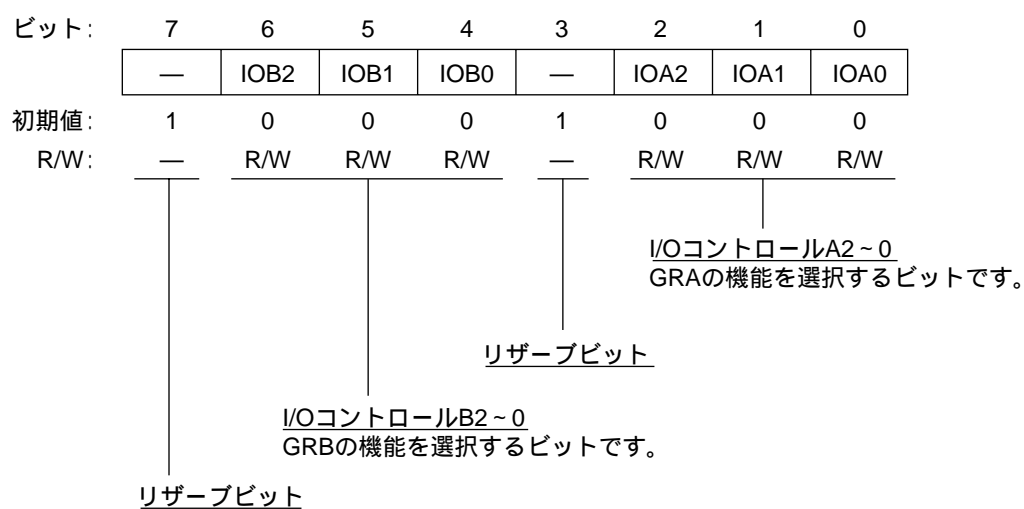 ビット: 7 6 5 4 3 2 1 0
— IOB2 IOB1 IOB0 — IOA2 IOA1 IOA0
初期値: 1 0 0 0 1 0 0 0
R/W: — R/W R/W R/W — R/W R/W R/W
I/OコントロールA2~0
GRAの機能を選択するビットです。
リザーブビット
I/OコントロールB2~0
GRBの機能を選択するビットです。
リザーブビット